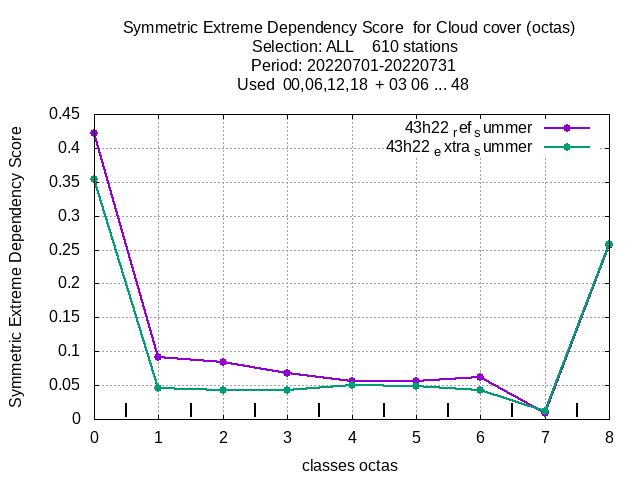 Symmetric Extreme Dependency Score for Cloud cover (octas)
Selection: ALL 610 stations
Period: 20220701-20220731
Used 00,06,12,18 + 03 06 ... 48
43h22 ref summer
43h22 extra summer
Symmetric Extreme Dependency Score
0.45
0.4
0.35
0.3
0.25
0.2
0.15
0.1
0.05
0
0 1 2 3 4 5 6 7 8
classes octas